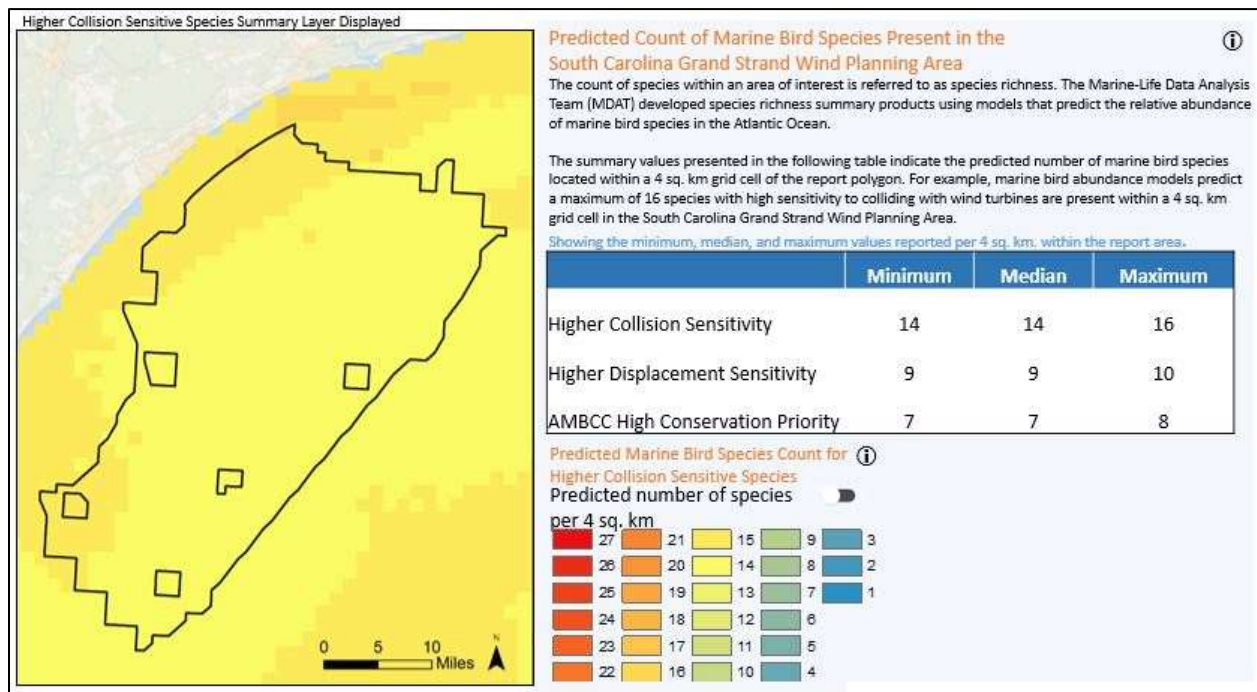 Higher Collision Sensitive Species Summary Layer Displayed
Predicted Count of Marine Bird Species Present in the
South Carolina Grand Strand Wind Planning Area
The count of species within an area of interest is referred to as species richness. The Marine-Life Data Analysis
Team (MDAT) developed species richness summary products using models that predict the relative abundance
of marine bird species in the Atlantic Ocean.
The summary values presented in the following table indicate the predicted number of marine bird species
located within a 4 sq. km grid cell of the report polygon. For example, marine bird abundance models predict
a maximum of 16 species with high sensitivity to colliding with wind turbines are present within a 4 sq. km
grid cell in the South Carolina Grand Strand Wind Planning Area.
Showing the minimum, median, and maximum values reported per 4 sq. km. within the report area.
Minimum Median Maximum
Higher Collision Sensitivity 14 14 16
Higher Displacement Sensitivity 9 9 10
AMBCC High Conservation Priority 7 7 8
Predicted Marine Bird Species Count for
Higher Collision Sensitive Species
Predicted number of species
per 4 sq. km
27 21 15 9 3
26 20 14 8 2
25 19 13 7 1
24 18 12 6
23 17 11 5
22 16 10 4
0 5 10
Miles
N